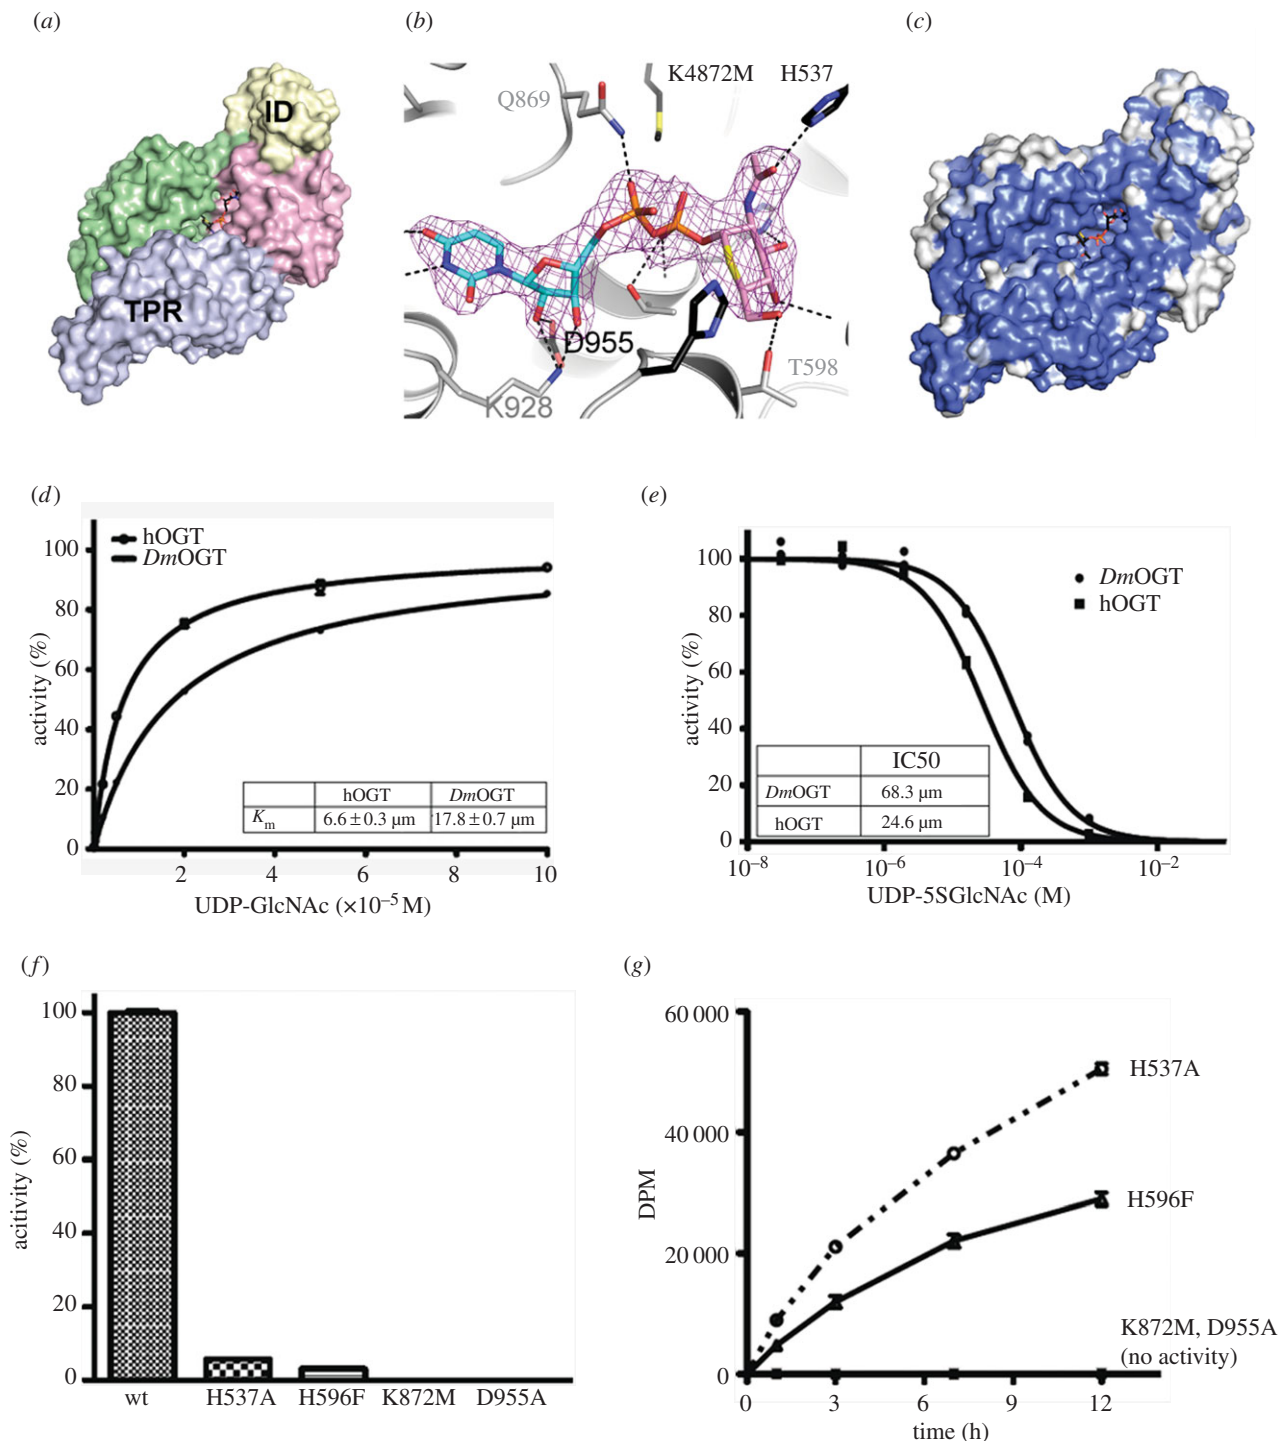 (a)
ID
TPR
(b)
Q869
K4872M
H537
D955
K928
T598
(c)
(d)
hOGT
DmOGT
100
80
60
40
20
0
activity (%)
hOGT DmOGT
Km 6.6 ± 0.3 µm 17.8 ± 0.7 µm
2 4 6 8 10
UDP-GlcNAc (×10–5 M)
(e)
100
80
60
40
20
0
activity (%)
DmOGT
hOGT
IC50
DmOGT 68.3 µm
hOGT 24.6 µm
10–8 10–6 10–4 10–2
UDP-5SGlcNAc (M)
(f)
100
80
60
40
20
0
acitivity (%)
wt H537A H596F K872M D955A
(g)
60 000
40 000
20 000
0
DPM
H537A
H596F
K872M, D955A
(no activity)
0 3 6 9 12
time (h)